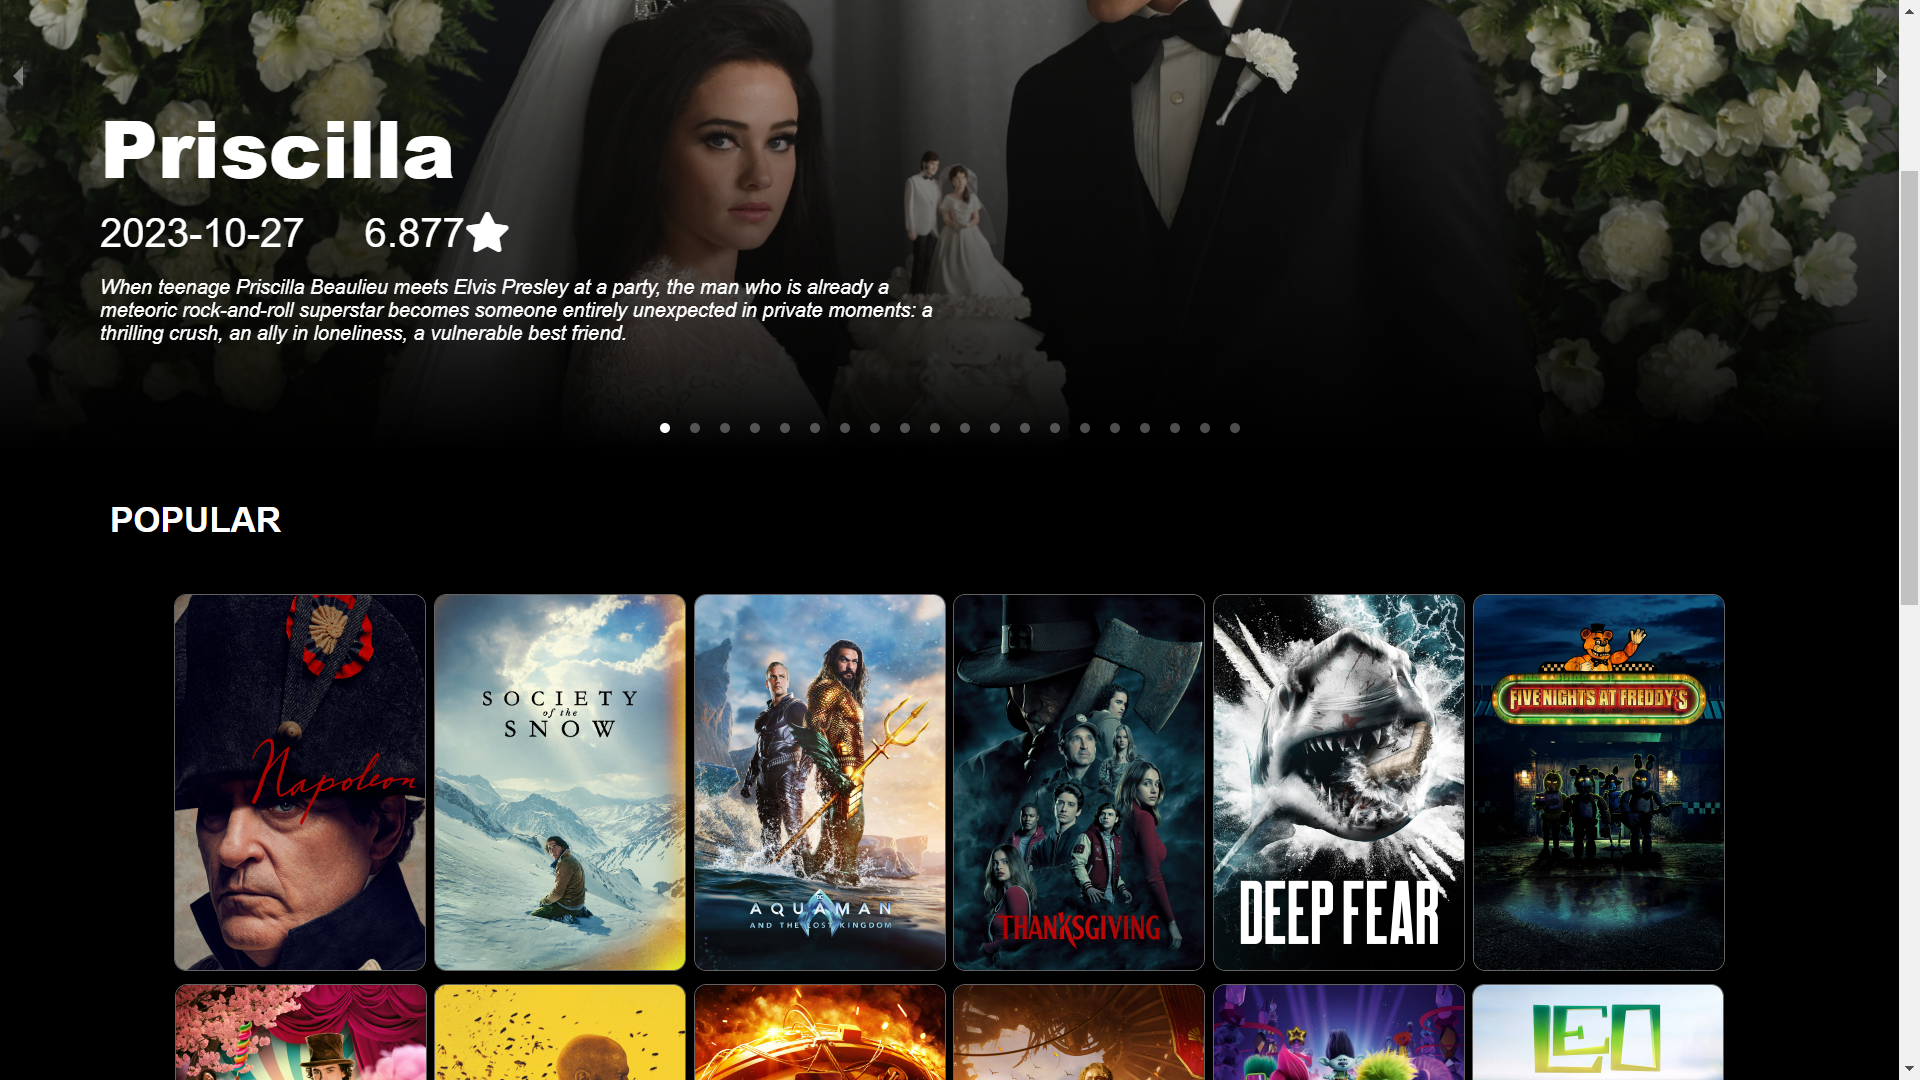 Priscilla
2023-10-27 6.877
When teenage Priscilla Beaulieu meets Elvis Presley at a party, the man who is already a
meteoric rock-and-roll superstar becomes someone entirely unexpected in private moments: a
thrilling crush, an ally in loneliness, a vulnerable best friend.
POPULAR
Napoleon
SOCIETY
of the
SNOW
AQUAMAN
AND THE LOST KINGDOM
THANKSGIVING
DEEP FEAR
FIVE NIGHTS AT FREDDY'S
LEO